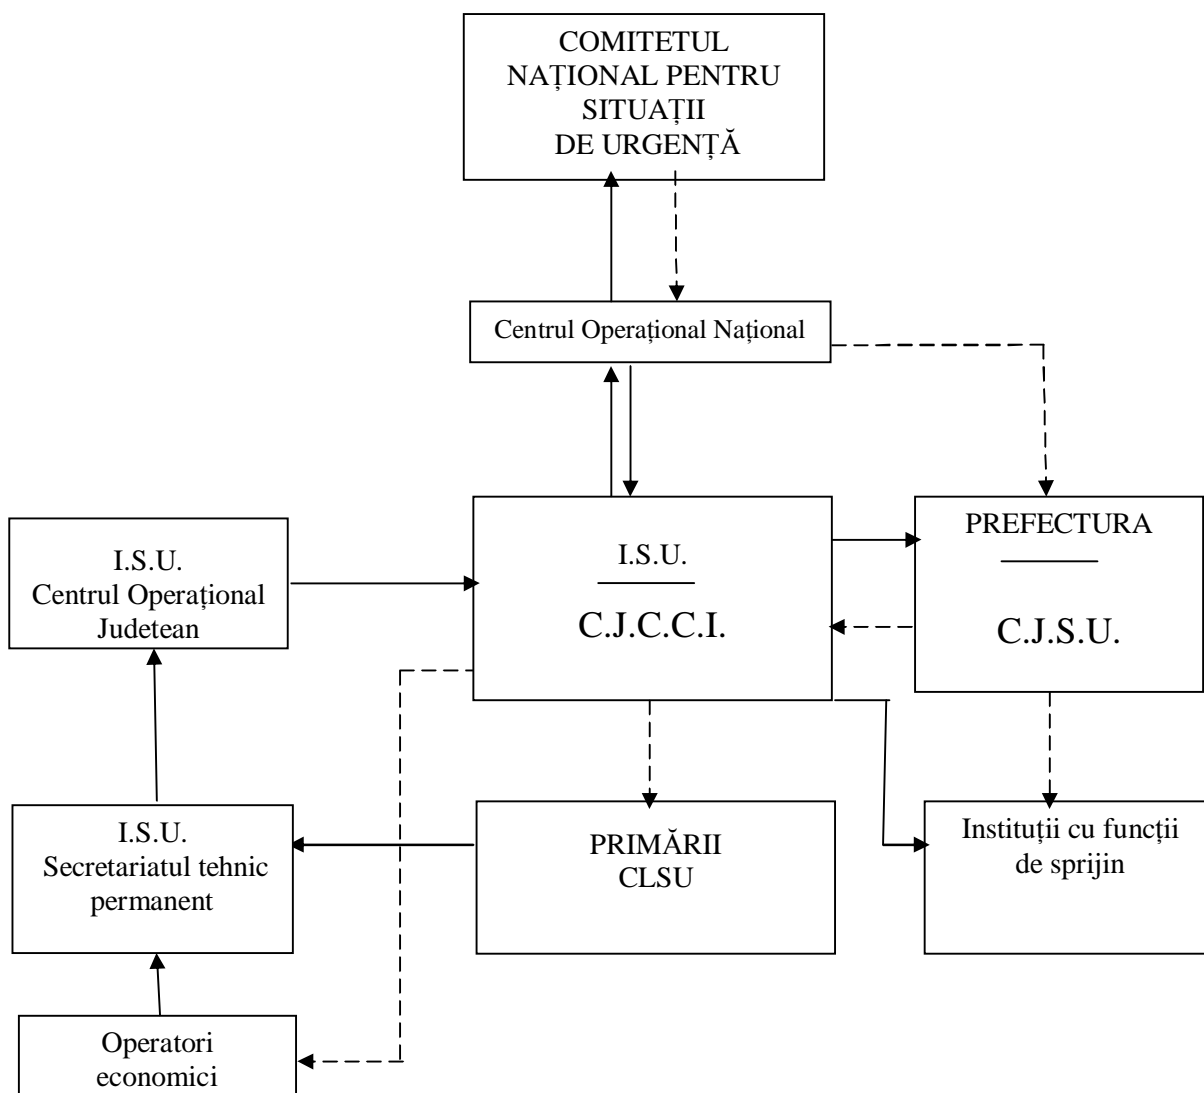 COMITETUL
NAȚIONAL PENTRU
SITUAȚII
DE URGENȚĂ
Centrul Operațional Național
I.S.U.
Centrul Operațional
Judetean
I.S.U.
C.J.C.C.I.
PREFECTURA
C.J.S.U.
I.S.U.
Secretariatul tehnic
permanent
PRIMĂRII
CLSU
Instituții cu funcții
de sprijin
Operatori
economici